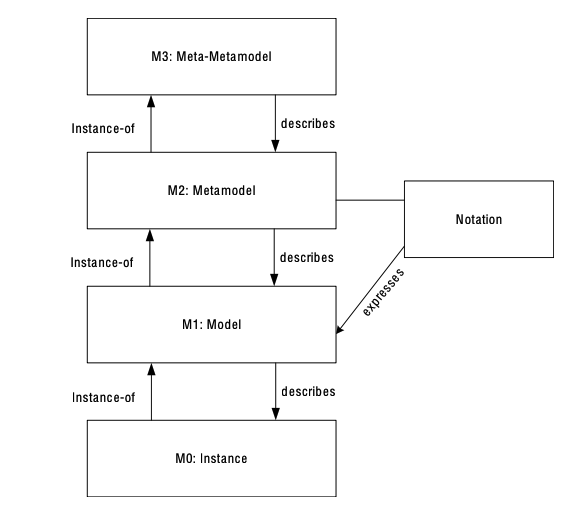 M3: Meta-Metamodel
Instance-of
describes
M2: Metamodel
Notation
Instance-of
describes
expresses
M1: Model
Instance-of
describes
M0: Instance